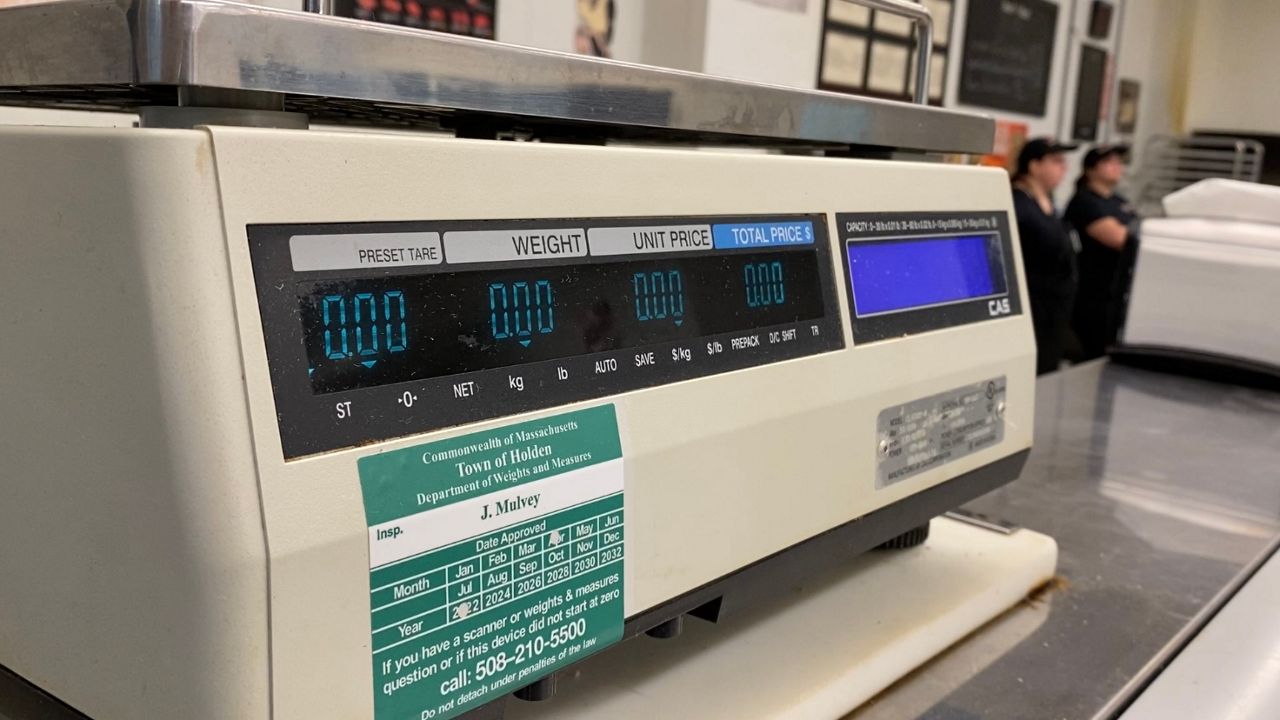 PRESET TARE WEIGHT UNIT PRICE TOTAL PRICE $
0.00 0.00 0.00 0.00
ST →0← NET kg lb AUTO SAVE $/kg $/lb PREPACK D/C SHIFT TR
CAS
Commonwealth of Massachusetts
Town of Holden
Department of Weights and Measures
Insp. J. Mulvey
Date Approved
Month Jan Feb Mar Apr May Jun
Jul Aug Sep Oct Nov Dec
Year 2022 2024 2026 2028 2030 2032
If you have a scanner or weights & measures
question or if this device did not start at zero
call: 508-210-5500
Do not detach under penalties of the law